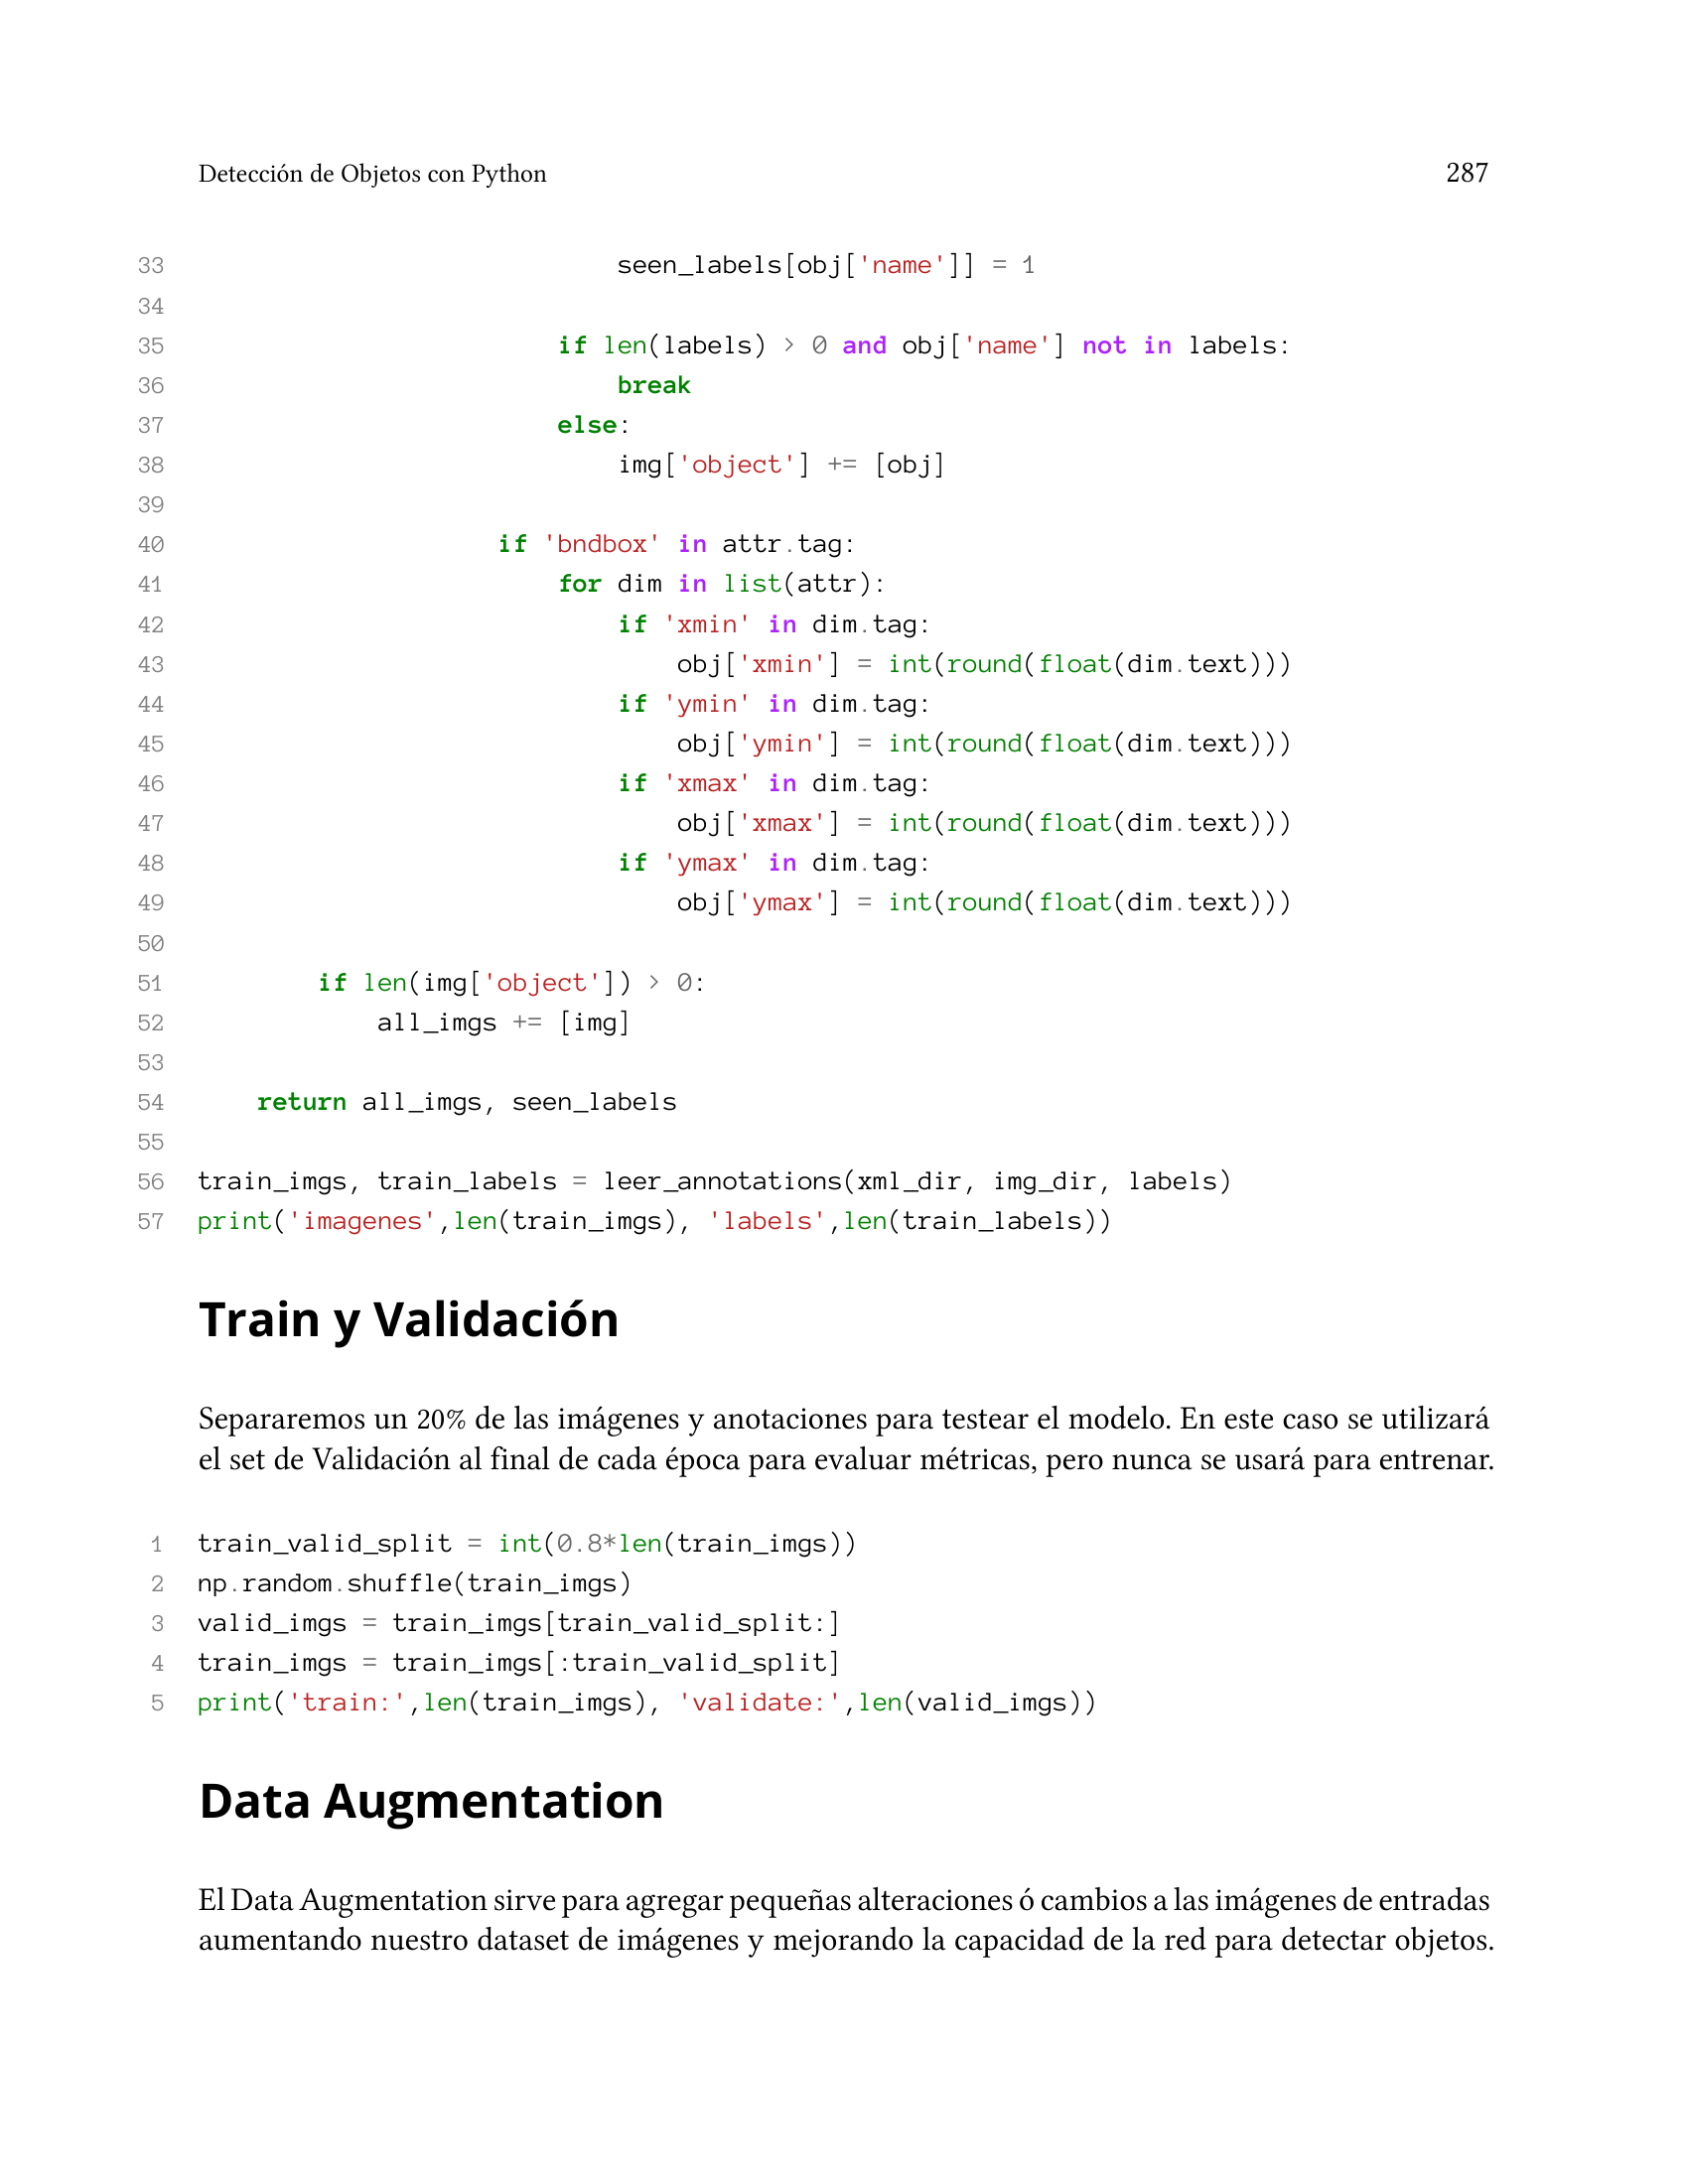 Detección de Objetos con Python 287
33 seen_labels[obj['name']] = 1
34
35 if len(labels) > 0 and obj['name'] not in labels:
36 break
37 else:
38 img['object'] += [obj]
39
40 if 'bndbox' in attr.tag:
41 for dim in list(attr):
42 if 'xmin' in dim.tag:
43 obj['xmin'] = int(round(float(dim.text)))
44 if 'ymin' in dim.tag:
45 obj['ymin'] = int(round(float(dim.text)))
46 if 'xmax' in dim.tag:
47 obj['xmax'] = int(round(float(dim.text)))
48 if 'ymax' in dim.tag:
49 obj['ymax'] = int(round(float(dim.text)))
50
51 if len(img['object']) > 0:
52 all_imgs += [img]
53
54 return all_imgs, seen_labels
55
56 train_imgs, train_labels = leer_annotations(xml_dir, img_dir, labels)
57 print('imagenes',len(train_imgs), 'labels',len(train_labels))
Train y Validación
Separaremos un 20% de las imágenes y anotaciones para testear el modelo. En este caso se utilizará
el set de Validación al final de cada época para evaluar métricas, pero nunca se usará para entrenar.
1 train_valid_split = int(0.8*len(train_imgs))
2 np.random.shuffle(train_imgs)
3 valid_imgs = train_imgs[train_valid_split:]
4 train_imgs = train_imgs[:train_valid_split]
5 print('train:',len(train_imgs), 'validate:',len(valid_imgs))
Data Augmentation
El Data Augmentation sirve para agregar pequeñas alteraciones ó cambios a las imágenes de entradas
aumentando nuestro dataset de imágenes y mejorando la capacidad de la red para detectar objetos.